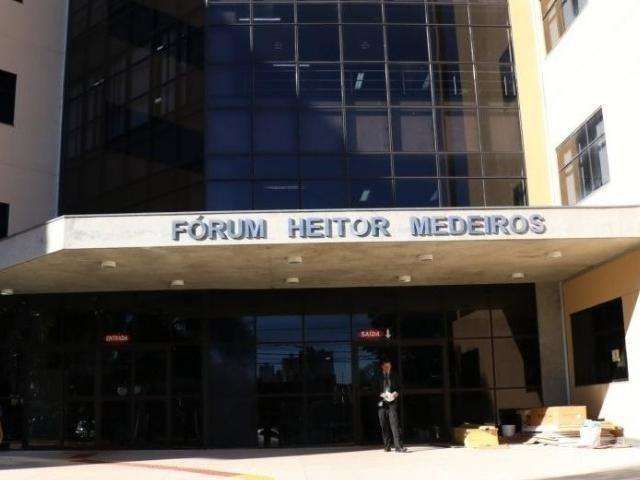 FÓRUM HEITOR MEDEIROS
ENTRADA
SAÍDA